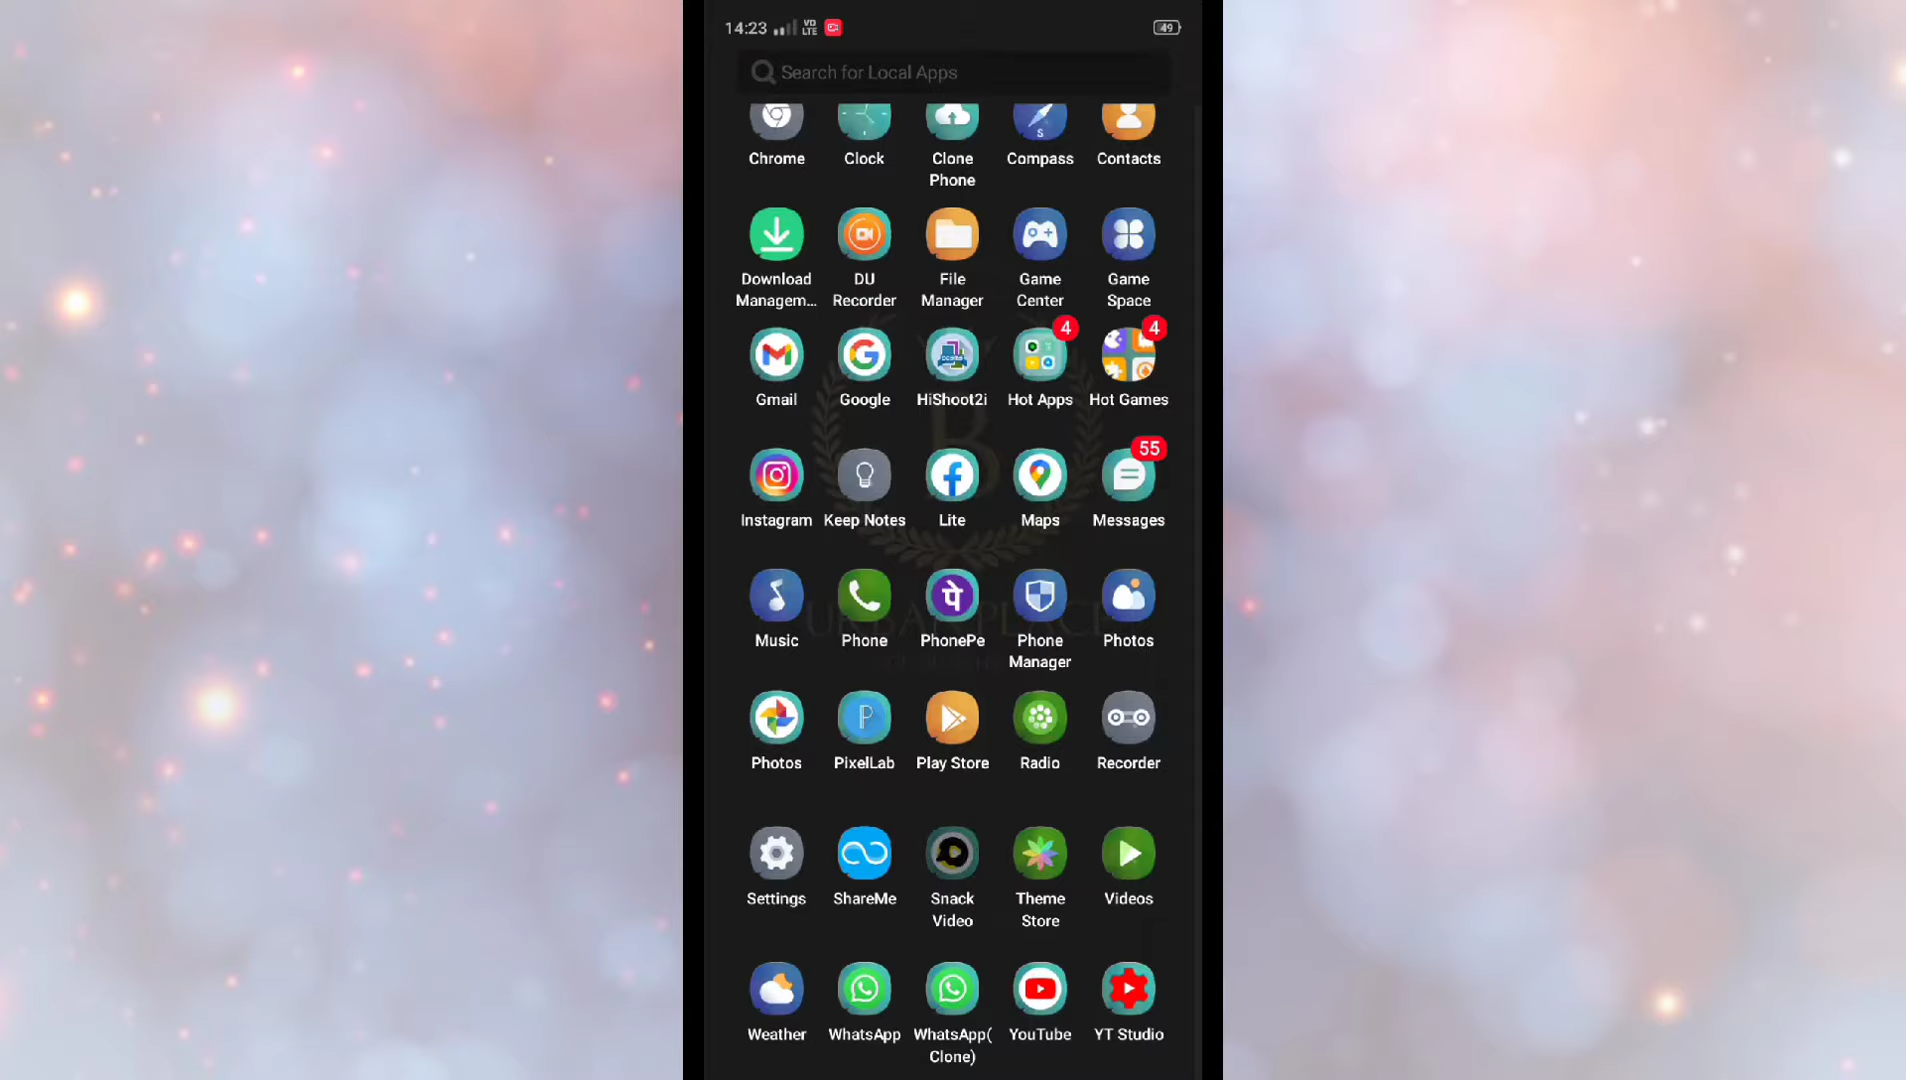 14:23 VO LTE 49
Search for Local Apps
Chrome Clock Clone Phone Compass Contacts
Download Managem... DU Recorder File Manager Game Center Game Space
4 4
Gmail Google HiShoot2i Hot Apps Hot Games
55
Instagram Keep Notes Lite Maps Messages
Music Phone PhonePe Phone Manager Photos
Photos PixelLab Play Store Radio Recorder
Settings ShareMe Snack Video Theme Store Videos
Weather WhatsApp WhatsApp( Clone) YouTube YT Studio